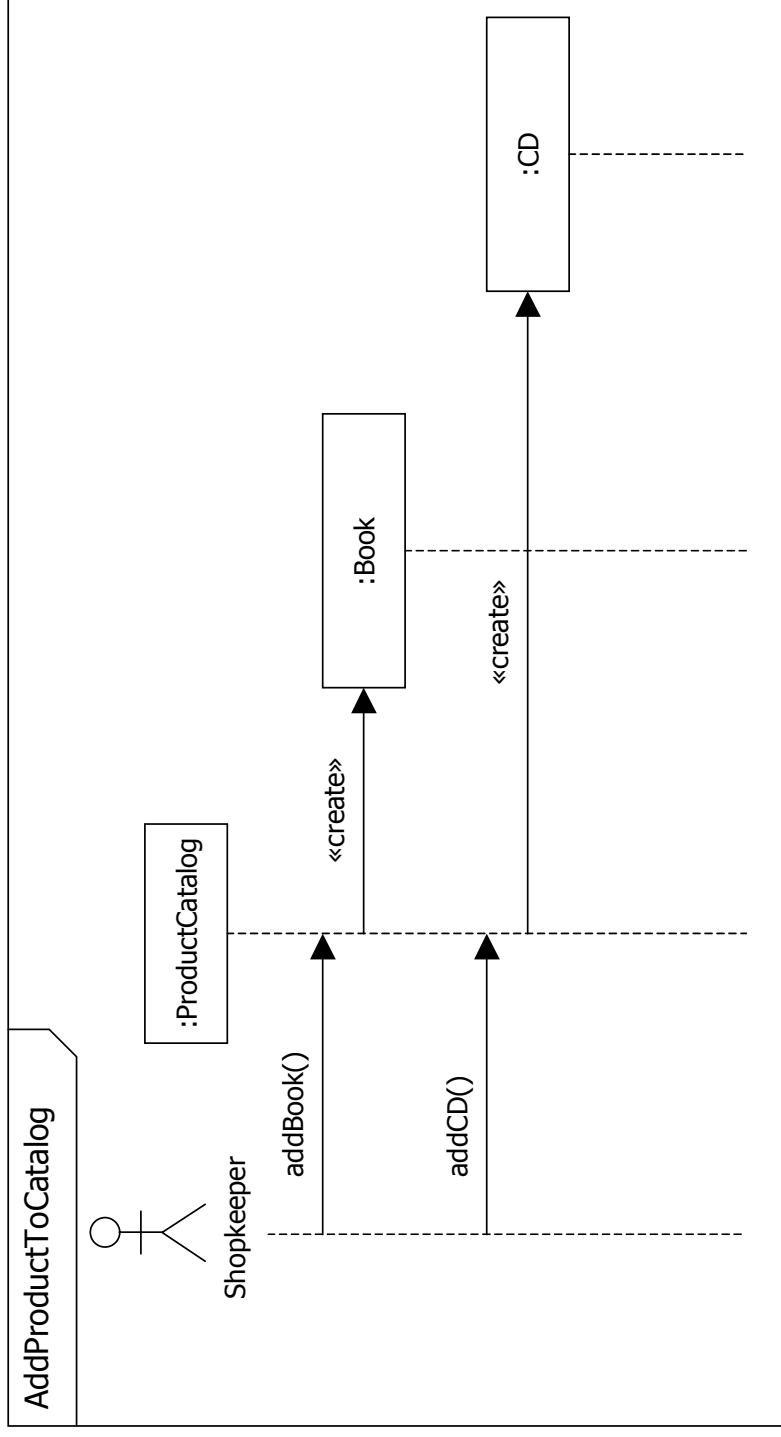 AddProductToCatalog
Shopkeeper
:ProductCatalog
addBook()
«create»
:Book
addCD()
«create»
:CD